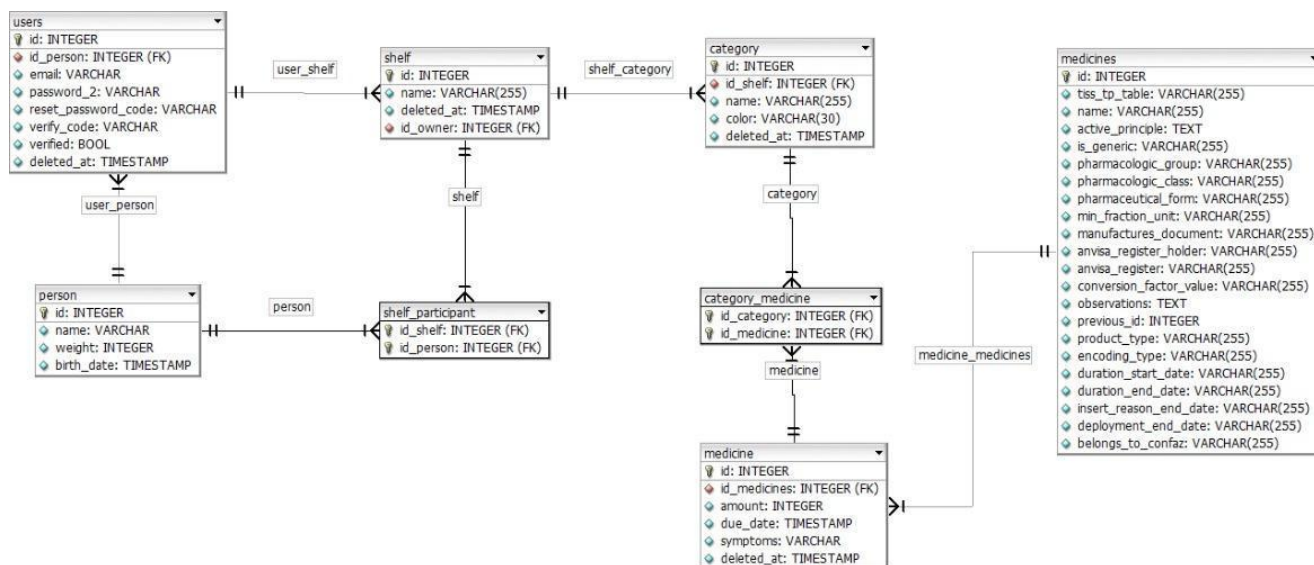 users
id: INTEGER
id_person: INTEGER (FK)
email: VARCHAR
password_2: VARCHAR
reset_password_code: VARCHAR
verify_code: VARCHAR
verified: BOOL
deleted_at: TIMESTAMP
user_shelf
shelf
id: INTEGER
name: VARCHAR(255)
deleted_at: TIMESTAMP
id_owner: INTEGER (FK)
shelf_category
category
id: INTEGER
id_shelf: INTEGER (FK)
name: VARCHAR(255)
color: VARCHAR(30)
deleted_at: TIMESTAMP
medicines
id: INTEGER
tiss_tp_table: VARCHAR(255)
name: VARCHAR(255)
active_principle: TEXT
is_generic: VARCHAR(255)
pharmacologic_group: VARCHAR(255)
pharmacologic_class: VARCHAR(255)
pharmaceutical_form: VARCHAR(255)
min_fraction_unit: VARCHAR(255)
manufactures_document: VARCHAR(255)
anvisa_register_holder: VARCHAR(255)
anvisa_register: VARCHAR(255)
conversion_factor_value: VARCHAR(255)
observations: TEXT
previous_id: INTEGER
product_type: VARCHAR(255)
encoding_type: VARCHAR(255)
duration_start_date: VARCHAR(255)
duration_end_date: VARCHAR(255)
insert_reason_end_date: VARCHAR(255)
deployment_end_date: VARCHAR(255)
belongs_to_confaz: VARCHAR(255)
user_person
shelf
category
person
id: INTEGER
name: VARCHAR
weight: INTEGER
birth_date: TIMESTAMP
person
shelf_participant
id_shelf: INTEGER (FK)
id_person: INTEGER (FK)
category_medicine
id_category: INTEGER (FK)
id_medicine: INTEGER (FK)
medicine
medicine_medicines
medicine
id: INTEGER
id_medicines: INTEGER (FK)
amount: INTEGER
due_date: TIMESTAMP
symptoms: VARCHAR
deleted_at: TIMESTAMP